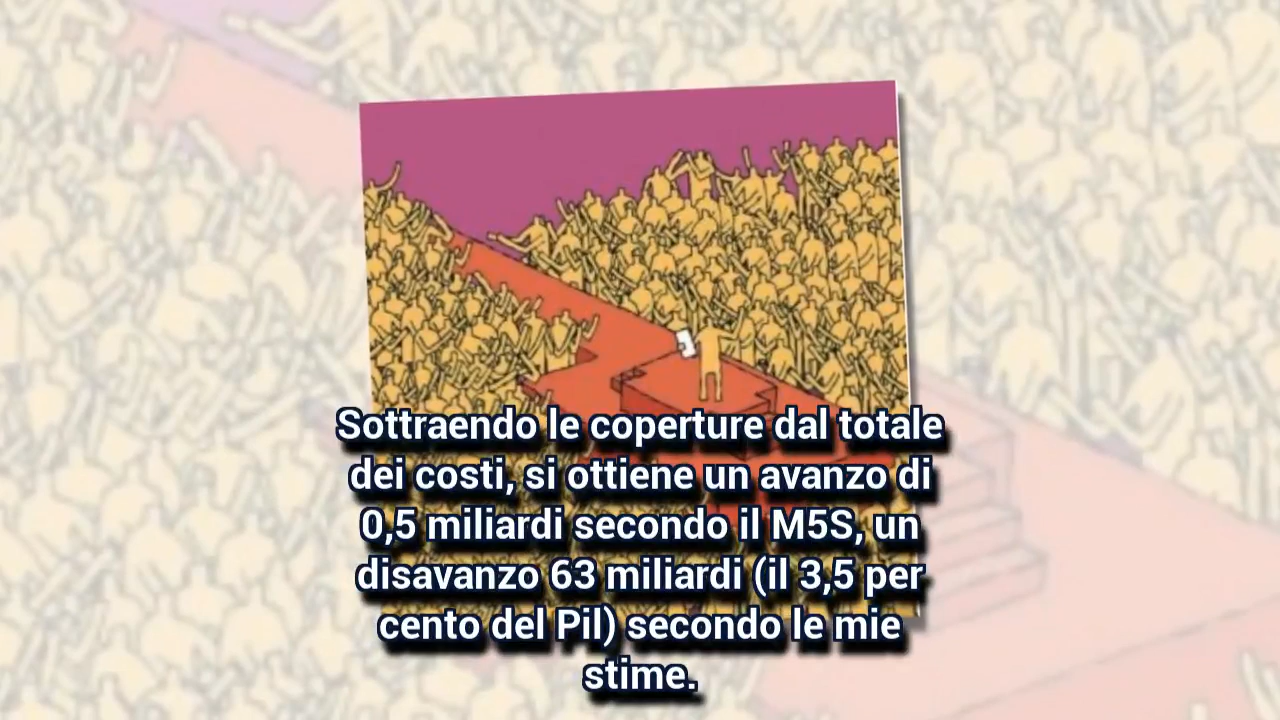 Sottraendo le coperture dal totale
dei costi, si ottiene un avanzo di
0,5 miliardi secondo il M5S, un
disavanzo 63 miliardi (il 3,5 per
cento del Pil) secondo le mie
stime.